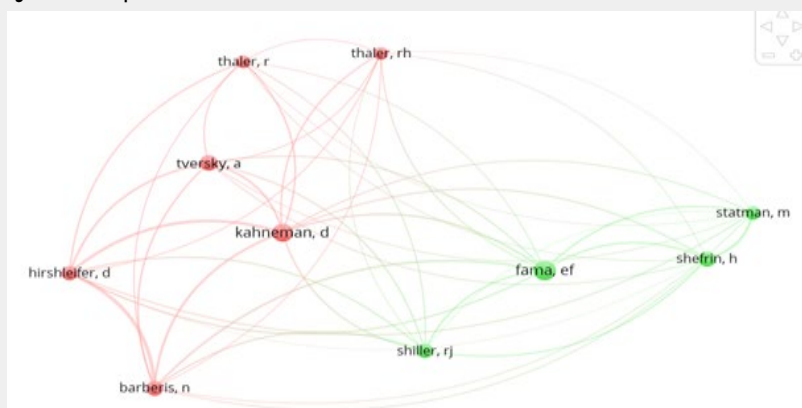 thaler, rh
thaler, r
tversky, a
statman, m
kahneman, d
shefrin, h
fama, ef
hirshleifer, d
shiller, rj
barberis, n